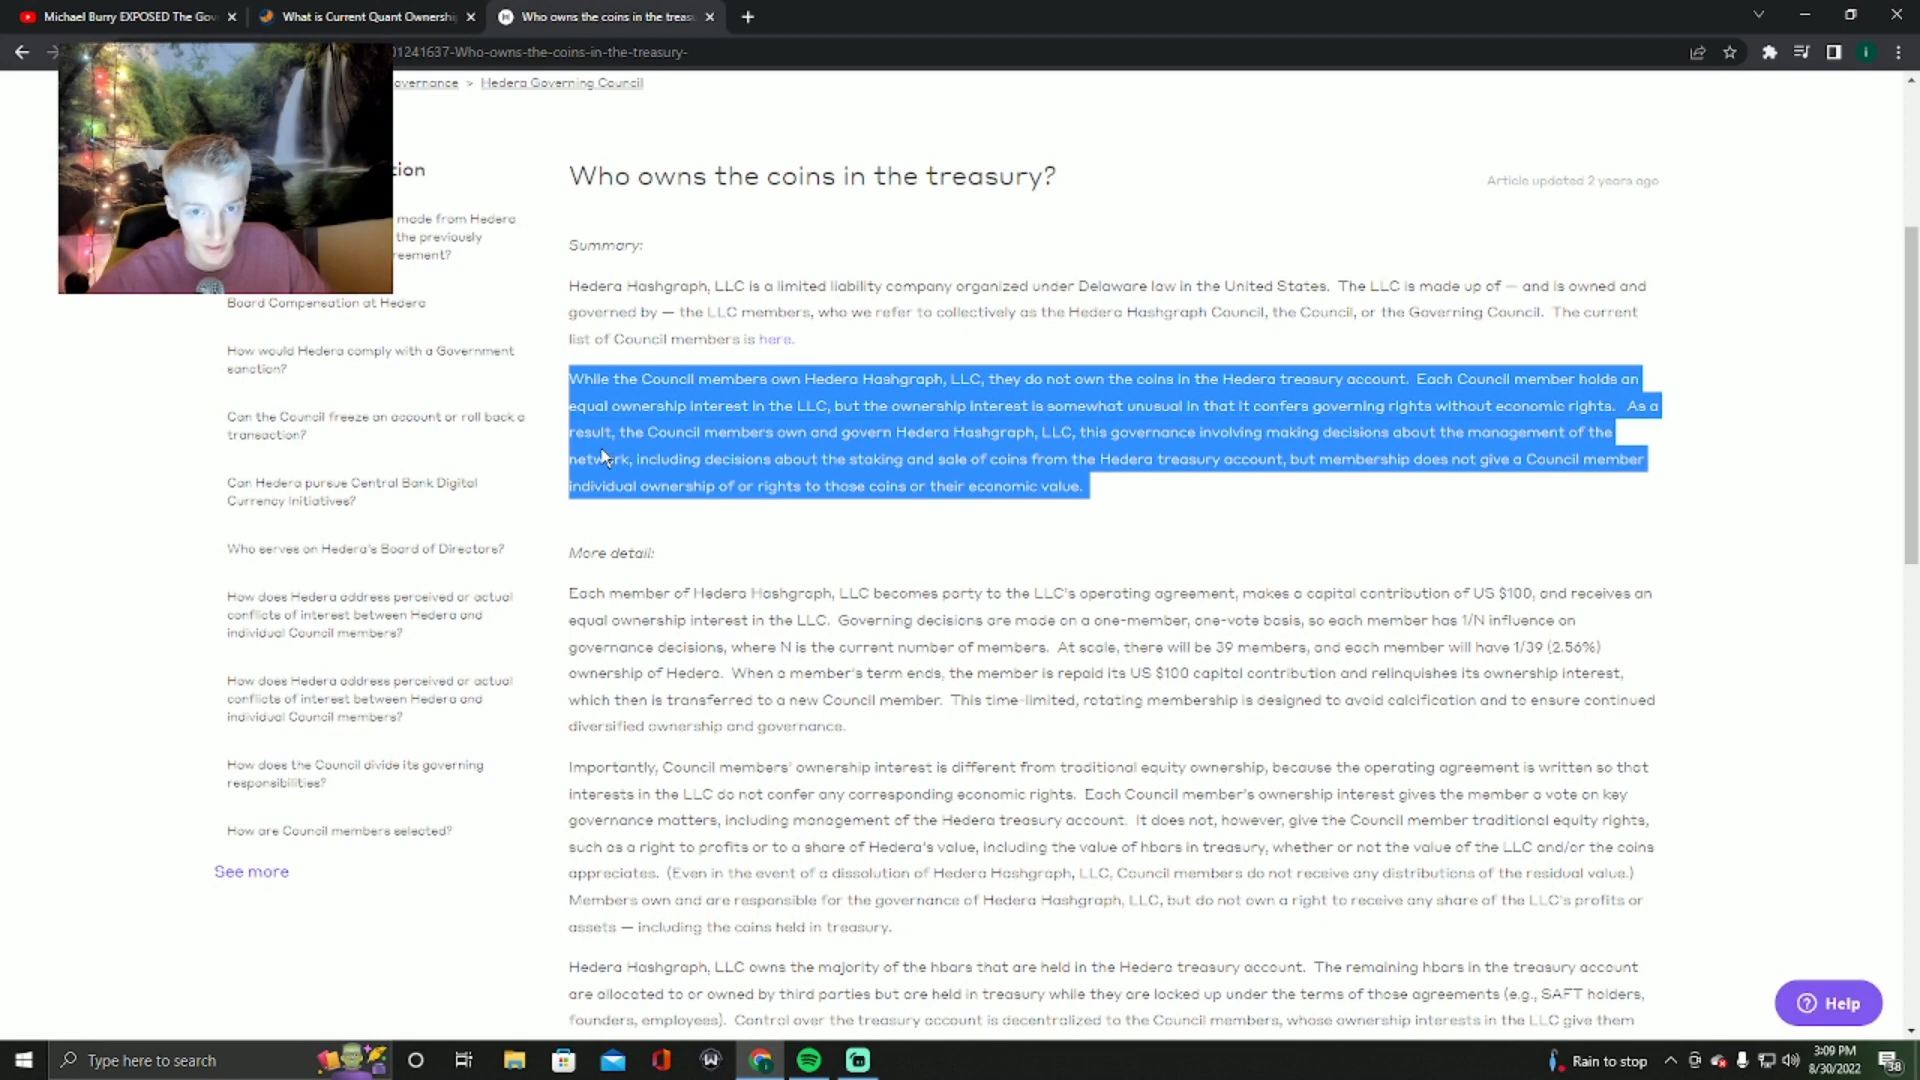 Michael Burry EXPOSED The Gov
What is Current Quant Ownership
Who owns the coins in the treas
01241637-Who-owns-the-coins-in-the-treasury-
overnance > Hedera Governing Council
tion
made from Hedera
the previously
reement?
Board Compensation at Hedera
How would Hedera comply with a Government
sanction?
Can the Council freeze an account or roll back a
transaction?
Can Hedera pursue Central Bank Digital
Currency Initiatives?
Who serves on Hedera's Board of Directors?
How does Hedera address perceived or actual
conflicts of interest between Hedera and
individual Council members?
How does Hedera address perceived or actual
conflicts of interest between Hedera and
individual Council members?
How does the Council divide its governing
responsibilities?
How are Council members selected?
See more
Who owns the coins in the treasury?
Article updated 2 years ago
Summary:
Hedera Hashgraph, LLC is a limited liability company organized under Delaware law in the United States. The LLC is made up of — and is owned and
governed by — the LLC members, who we refer to collectively as the Hedera Hashgraph Council, the Council, or the Governing Council. The current
list of Council members is here.
While the Council members own Hedera Hashgraph, LLC, they do not own the coins in the Hedera treasury account. Each Council member holds an
equal ownership interest in the LLC, but the ownership interest is somewhat unusual in that it confers governing rights without economic rights. As a
result, the Council members own and govern Hedera Hashgraph, LLC, this governance involving making decisions about the management of the
network, including decisions about the staking and sale of coins from the Hedera treasury account, but membership does not give a Council member
individual ownership of or rights to those coins or their economic value.
More detail:
Each member of Hedera Hashgraph, LLC becomes party to the LLC's operating agreement, makes a capital contribution of US $100, and receives an
equal ownership interest in the LLC. Governing decisions are made on a one-member, one-vote basis, so each member has 1/N influence on
governance decisions, where N is the current number of members. At scale, there will be 39 members, and each member will have 1/39 (2.56%)
ownership of Hedera. When a member's term ends, the member is repaid its US $100 capital contribution and relinquishes its ownership interest,
which then is transferred to a new Council member. This time-limited, rotating membership is designed to avoid calcification and to ensure continued
diversified ownership and governance.
Importantly, Council members' ownership interest is different from traditional equity ownership, because the operating agreement is written so that
interests in the LLC do not confer any corresponding economic rights. Each Council member's ownership interest gives the member a vote on key
governance matters, including management of the Hedera treasury account. It does not, however, give the Council member traditional equity rights,
such as a right to profits or to a share of Hedera's value, including the value of hbars in treasury, whether or not the value of the LLC and/or the coins
appreciates. (Even in the event of a dissolution of Hedera Hashgraph, LLC, Council members do not receive any distributions of the residual value.)
Members own and are responsible for the governance of Hedera Hashgraph, LLC, but do not own a right to receive any share of the LLC's profits or
assets — including the coins held in treasury.
Hedera Hashgraph, LLC owns the majority of the hbars that are held in the Hedera treasury account. The remaining hbars in the treasury account
are allocated to or owned by third parties but are held in treasury while they are locked up under the terms of those agreements (e.g., SAFT holders,
founders, employees). Control over the treasury account is decentralized to the Council members, whose ownership interests in the LLC give them
Help
Type here to search
Rain to stop
3:09 PM
8/30/2022
38